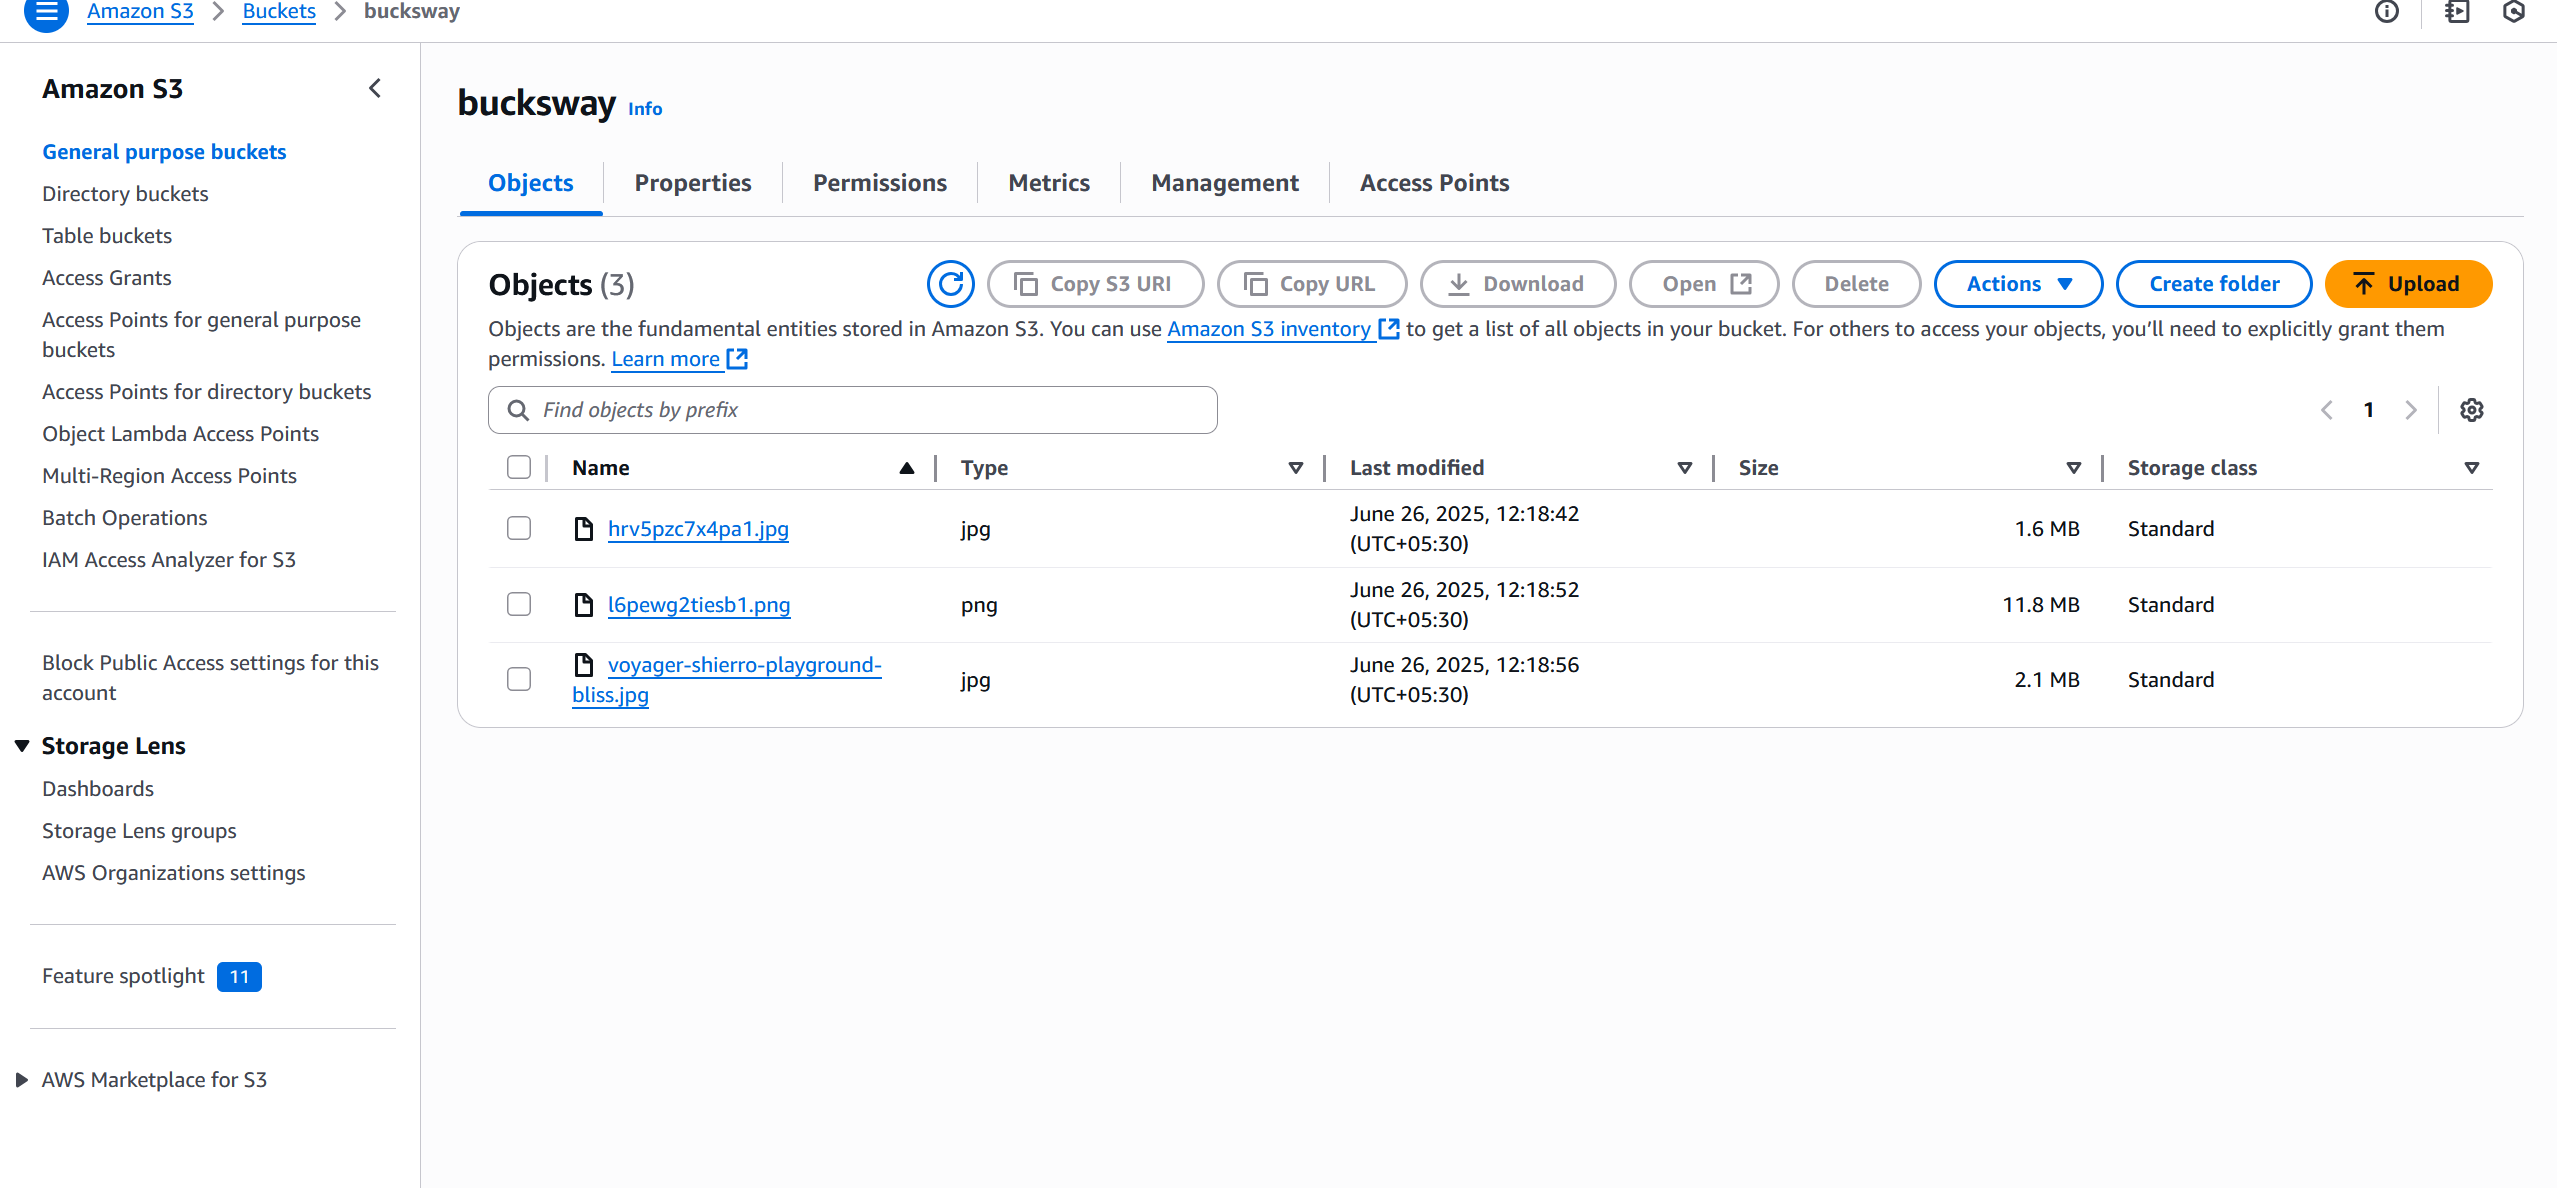 Amazon S3 > Buckets > bucksway
Amazon S3
General purpose buckets
Directory buckets
Table buckets
Access Grants
Access Points for general purpose
buckets
Access Points for directory buckets
Object Lambda Access Points
Multi-Region Access Points
Batch Operations
IAM Access Analyzer for S3
Block Public Access settings for this
account
Storage Lens
Dashboards
Storage Lens groups
AWS Organizations settings
Feature spotlight 11
AWS Marketplace for S3
bucksway Info
Objects Properties Permissions Metrics Management Access Points
Objects (3) Copy S3 URI Copy URL Download Open Delete Actions Create folder Upload
Objects are the fundamental entities stored in Amazon S3. You can use Amazon S3 inventory to get a list of all objects in your bucket. For others to access your objects, you’ll need to explicitly grant them
permissions. Learn more
Find objects by prefix 1
Name Type Last modified Size Storage class
hrv5pzc7x4pa1.jpg jpg June 26, 2025, 12:18:42 (UTC+05:30) 1.6 MB Standard
l6pewg2tiesb1.png png June 26, 2025, 12:18:52 (UTC+05:30) 11.8 MB Standard
voyager-shierro-playground-bliss.jpg jpg June 26, 2025, 12:18:56 (UTC+05:30) 2.1 MB Standard